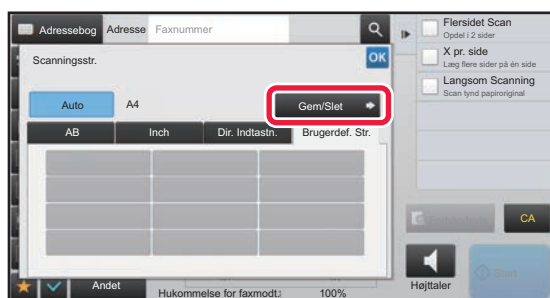 Adressebog
Adresse
Faxnummer
Flersidet Scan
Opdel i 2 sider
X pr. side
Læg flere sider på én side
Langsom Scanning
Scan tynd papiroriginal
Scanningsstr.
OK
Auto
A4
Gem/Slet
AB
Inch
Dir. Indtastn.
Brugerdef. Str.
CA
Højttaler
Start
Andet
Hukommelse for faxmodt.:
100%